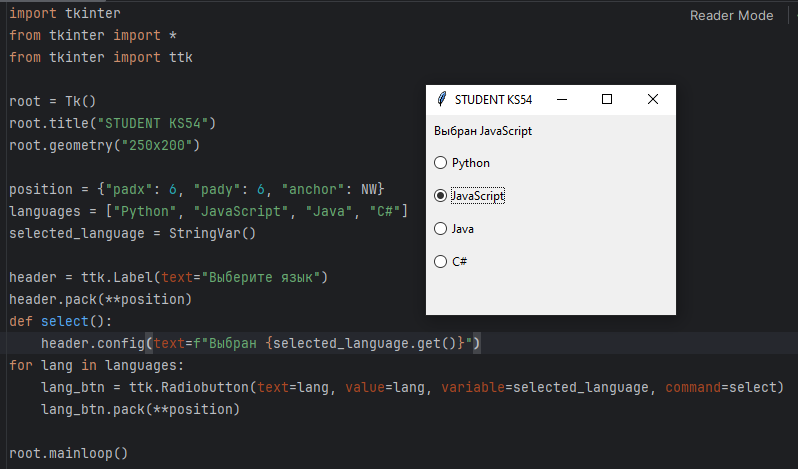 import tkinter
from tkinter import *
from tkinter import ttk
Reader Mode
root = Tk()
root.title("STUDENT KS54")
root.geometry("250x200")
position = {"padx": 6, "pady": 6, "anchor": NW}
languages = ["Python", "JavaScript", "Java", "C#"]
selected_language = StringVar()
header = ttk.Label(text="Выберите язык")
header.pack(**position)
def select():
    header.config(text=f"Выбран {selected_language.get()}")
for lang in languages:
    lang_btn = ttk.Radiobutton(text=lang, value=lang, variable=selected_language, command=select)
    lang_btn.pack(**position)
root.mainloop()
STUDENT KS54
Выбран JavaScript
Python
JavaScript
Java
C#